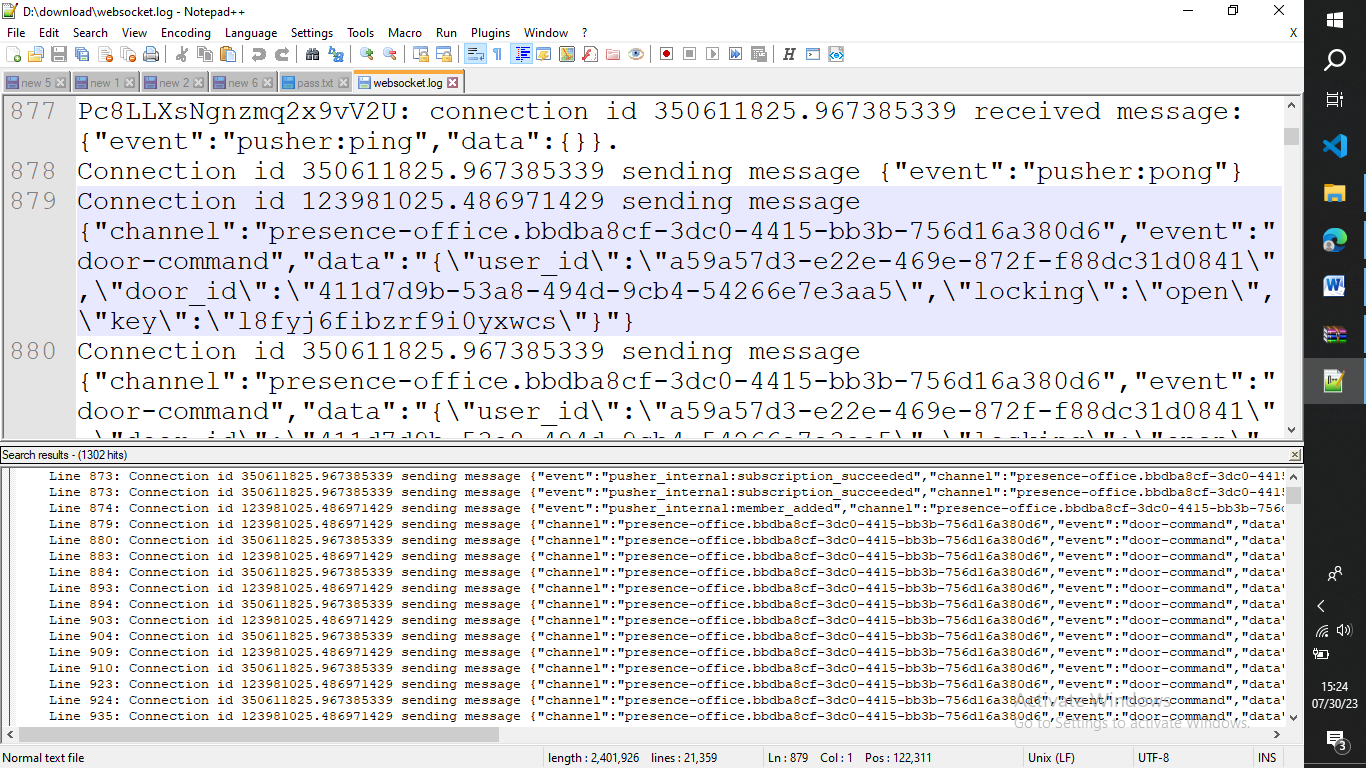 D:\download\websocket.log - Notepad++
File Edit Search View Encoding Language Settings Tools Macro Run Plugins Window ? X
new 5 new 1 new 2 new 6 pass.txt websocket.log
877 Pc8LLXsNgnzmq2x9vV2U: connection id 350611825.967385339 received message:
{"event":"pusher:ping","data":{}}.
878 Connection id 350611825.967385339 sending message {"event":"pusher:pong"}
879 Connection id 123981025.486971429 sending message
{"channel":"presence-office.bbdba8cf-3dc0-4415-bb3b-756d16a380d6","event":"
door-command","data":"{\"user_id\":\"a59a57d3-e22e-469e-872f-f88dc31d0841\"
,\"door_id\":\"411d7d9b-53a8-494d-9cb4-54266e7e3aa5\",\"locking\":\"open\",
\"key\":\"l8fyj6fibzrf9i0yxwcs\"}"}
880 Connection id 350611825.967385339 sending message
{"channel":"presence-office.bbdba8cf-3dc0-4415-bb3b-756d16a380d6","event":"
door-command","data":"{\"user_id\":\"a59a57d3-e22e-469e-872f-f88dc31d0841\"
Search results - (1302 hits)
Line 873: Connection id 350611825.967385339 sending message {"event":"pusher_internal:subscription_succeeded","channel":"presence-office.bbdba8cf-3dc0-441
Line 873: Connection id 350611825.967385339 sending message {"event":"pusher_internal:subscription_succeeded","channel":"presence-office.bbdba8cf-3dc0-441
Line 874: Connection id 123981025.486971429 sending message {"event":"pusher_internal:member_added","channel":"presence-office.bbdba8cf-3dc0-4415-bb3b-756d
Line 879: Connection id 123981025.486971429 sending message {"channel":"presence-office.bbdba8cf-3dc0-4415-bb3b-756d16a380d6","event":"door-command","data"
Line 880: Connection id 350611825.967385339 sending message {"channel":"presence-office.bbdba8cf-3dc0-4415-bb3b-756d16a380d6","event":"door-command","data"
Line 883: Connection id 123981025.486971429 sending message {"channel":"presence-office.bbdba8cf-3dc0-4415-bb3b-756d16a380d6","event":"door-command","data"
Line 884: Connection id 350611825.967385339 sending message {"channel":"presence-office.bbdba8cf-3dc0-4415-bb3b-756d16a380d6","event":"door-command","data"
Line 893: Connection id 123981025.486971429 sending message {"channel":"presence-office.bbdba8cf-3dc0-4415-bb3b-756d16a380d6","event":"door-command","data"
Line 894: Connection id 350611825.967385339 sending message {"channel":"presence-office.bbdba8cf-3dc0-4415-bb3b-756d16a380d6","event":"door-command","data"
Line 903: Connection id 123981025.486971429 sending message {"channel":"presence-office.bbdba8cf-3dc0-4415-bb3b-756d16a380d6","event":"door-command","data"
Line 904: Connection id 350611825.967385339 sending message {"channel":"presence-office.bbdba8cf-3dc0-4415-bb3b-756d16a380d6","event":"door-command","data"
Line 909: Connection id 123981025.486971429 sending message {"channel":"presence-office.bbdba8cf-3dc0-4415-bb3b-756d16a380d6","event":"door-command","data"
Line 910: Connection id 350611825.967385339 sending message {"channel":"presence-office.bbdba8cf-3dc0-4415-bb3b-756d16a380d6","event":"door-command","data"
Line 923: Connection id 123981025.486971429 sending message {"channel":"presence-office.bbdba8cf-3dc0-4415-bb3b-756d16a380d6","event":"door-command","data"
Line 924: Connection id 350611825.967385339 sending message {"channel":"presence-office.bbdba8cf-3dc0-4415-bb3b-756d16a380d6","event":"door-command","data"
Line 935: Connection id 123981025.486971429 sending message {"channel":"presence-office.bbdba8cf-3dc0-4415-bb3b-756d16a380d6","event":"door-command","data"
Activate Windows
Go to Settings to activate Windows.
Normal text file length : 2,401,926 lines : 21,359 Ln : 879 Col : 1 Pos : 122,311 Unix (LF) UTF-8 INS
15:24
07/30/23
3